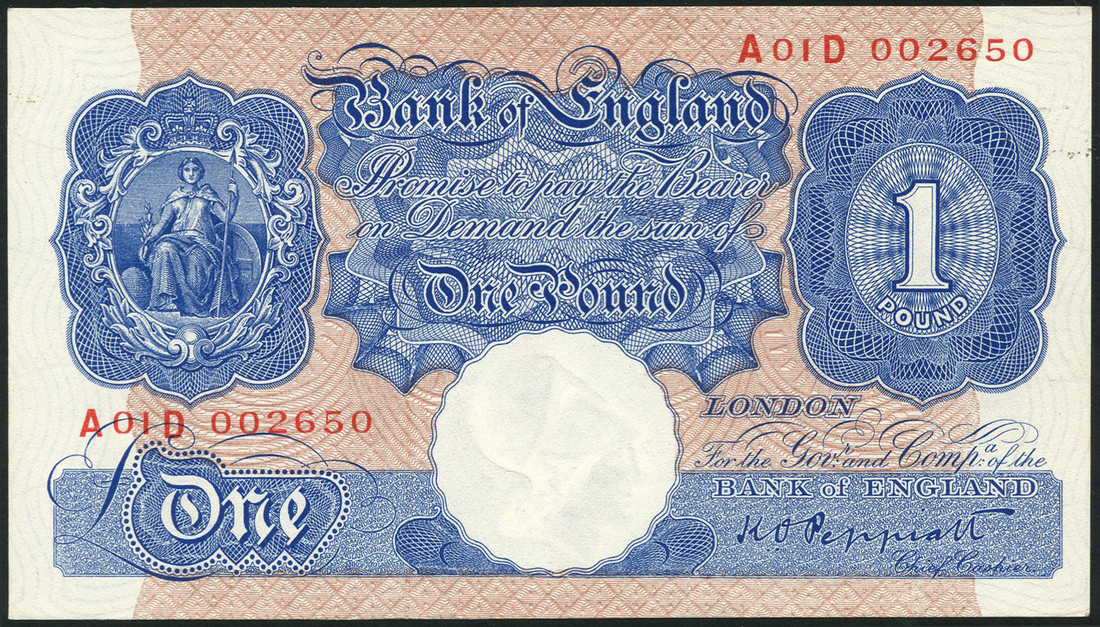 A01D 002650
Bank of England
Promise to pay the Bearer
on Demand the sum of
One Pound
1
POUND
A01D 002650
LONDON
For the Govr. and Compa. of the
BANK of ENGLAND
One
K O Peppiatt
Chief Cashier